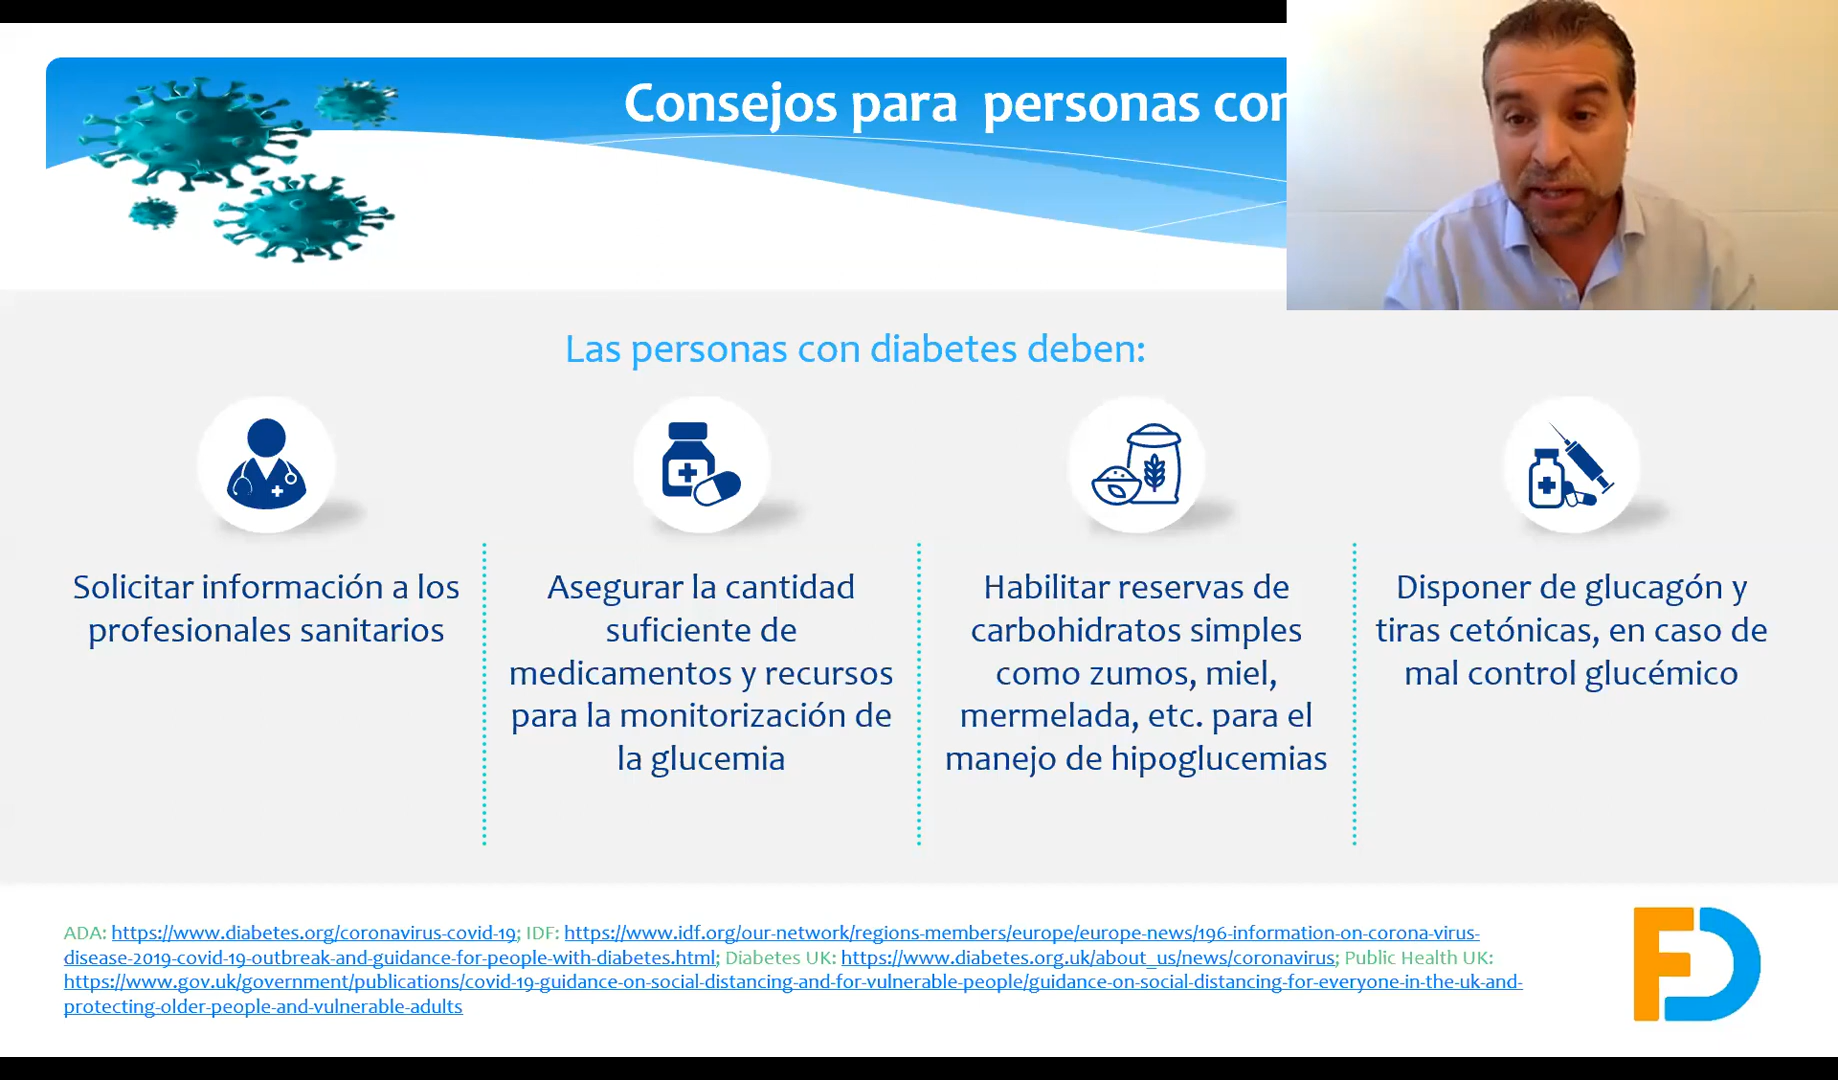 Consejos para personas con
Las personas con diabetes deben:
Solicitar información a los
profesionales sanitarios
Asegurar la cantidad
suficiente de
medicamentos y recursos
para la monitorización de
la glucemia
Habilitar reservas de
carbohidratos simples
como zumos, miel,
mermelada, etc. para el
manejo de hipoglucemias
Disponer de glucagón y
tiras cetónicas, en caso de
mal control glucémico
ADA: https://www.diabetes.org/coronavirus-covid-19; IDF: https://www.idf.org/our-network/regions-members/europe/europe-news/196-information-on-corona-virus-
disease-2019-covid-19-outbreak-and-guidance-for-people-with-diabetes.html; Diabetes UK: https://www.diabetes.org.uk/about_us/news/coronavirus; Public Health UK:
https://www.gov.uk/government/publications/covid-19-guidance-on-social-distancing-and-for-vulnerable-people/guidance-on-social-distancing-for-everyone-in-the-uk-and-
protecting-older-people-and-vulnerable-adults
FD